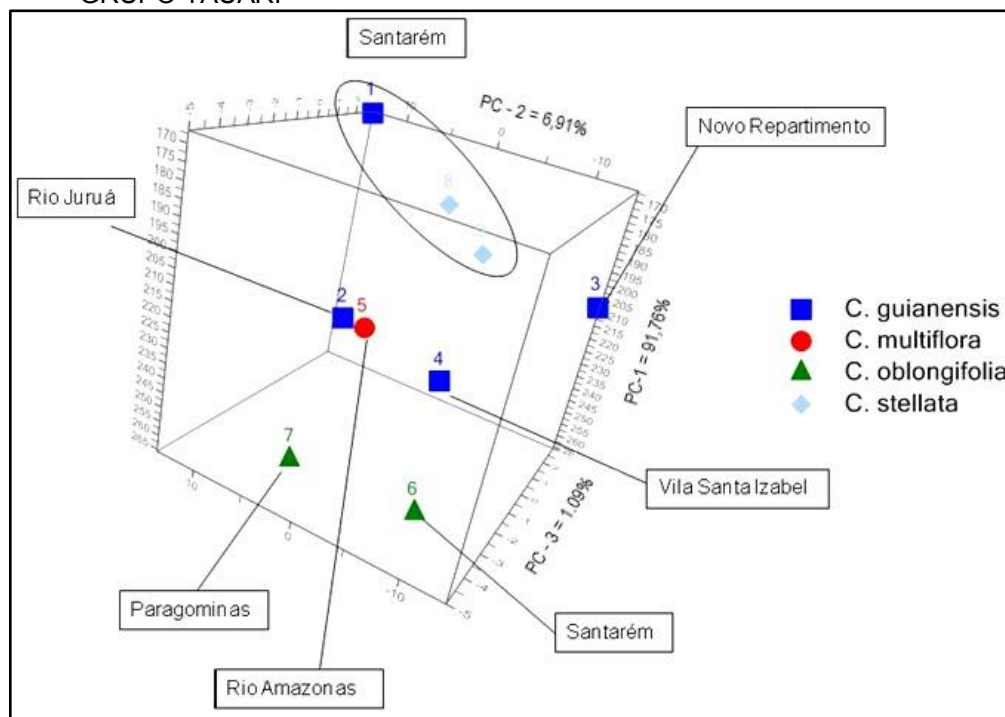 GRUPO TAUARI
Santarém
PC - 2 = 6,91%
Novo Repartimento
Rio Juruá
1
8
3
2
5
4
7
6
0
-10
170
175
180
185
190
195
200
205
210
215
220
225
230
235
240
245
250
255
260
265
PC-1 = 91,76%
C. guianensis
C. multiflora
C. oblongifolia
C. stellata
Vila Santa Izabel
PC - 3 = 1.09%
10
0
-10
-5
Paragominas
Santarém
Rio Amazonas